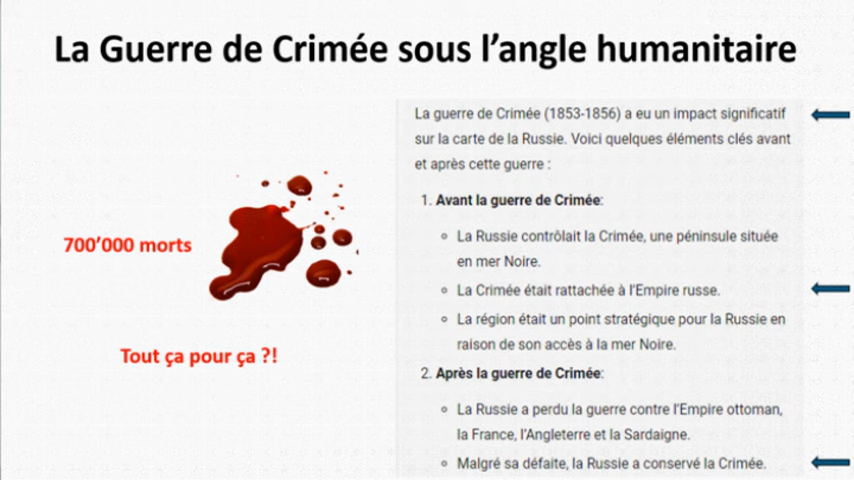 La Guerre de Crimée sous l'angle humanitaire
700'000 morts
Tout ça pour ça ?!
La guerre de Crimée (1853-1856) a eu un impact significatif
sur la carte de la Russie. Voici quelques éléments clés avant
et après cette guerre :
1. Avant la guerre de Crimée:
La Russie contrôlait la Crimée, une péninsule située
en mer Noire.
La Crimée était rattachée à l'Empire russe.
La région était un point stratégique pour la Russie en
raison de son accès à la mer Noire.
2. Après la guerre de Crimée:
La Russie a perdu la guerre contre l'Empire ottoman,
la France, l'Angleterre et la Sardaigne.
Malgré sa défaite, la Russie a conservé la Crimée.